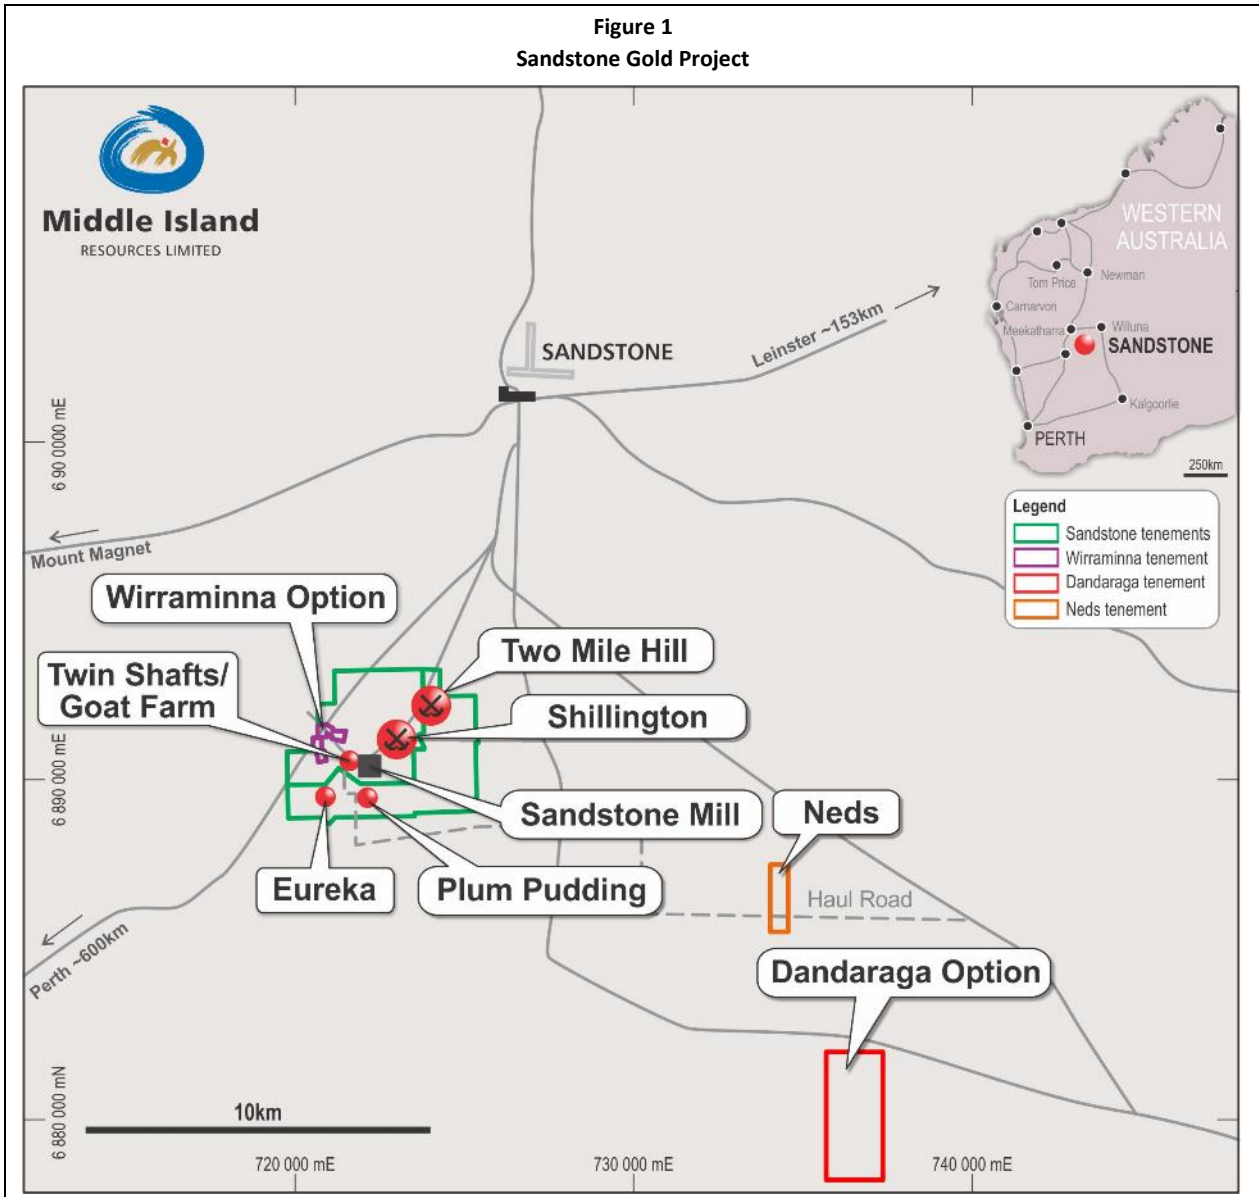 Figure 1
Sandstone Gold Project
Middle Island
RESOURCES LIMITED
WESTERN
AUSTRALIA
Tom Price
Newman
Carnarvon
Meekatharra
Wiluna
SANDSTONE
Kalgoorlie
PERTH
250km
SANDSTONE
Leinster ~153km
6 90 0000 mE
Mount Magnet
Legend
Sandstone tenements
Wirraminna tenement
Dandaraga tenement
Neds tenement
Wirraminna Option
Two Mile Hill
Twin Shafts/
Goat Farm
Shillington
6 890 000 mE
Sandstone Mill
Neds
Eureka
Plum Pudding
Haul Road
Perth ~600km
Dandaraga Option
6 880 000 mN
10km
720 000 mE
730 000 mE
740 000 mE